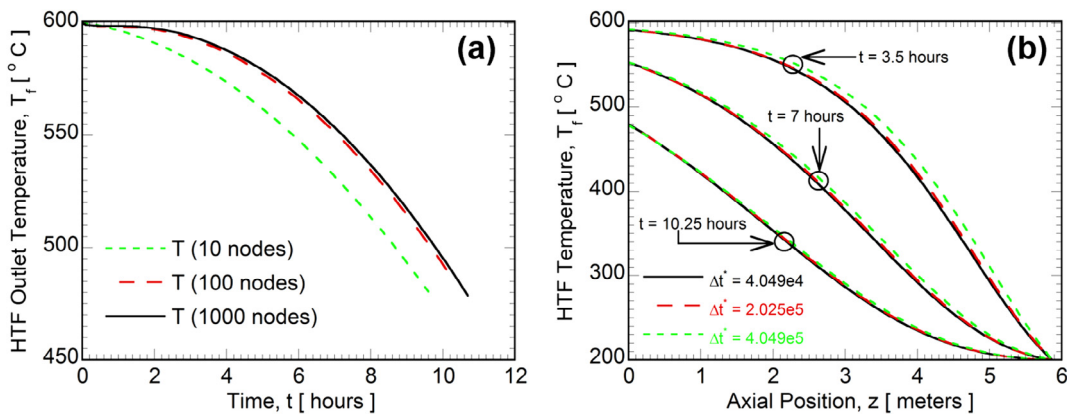 (a)
HTF Outlet Temperature, T_f [ ° C ]
600
550
500
450
T (10 nodes)
T (100 nodes)
T (1000 nodes)
0 2 4 6 8 10 12
Time, t [ hours ]
(b)
HTF Temperature, T_f [ ° C ]
600
500
400
300
200
t = 3.5 hours
t = 7 hours
t = 10.25 hours
Δt* = 4.049e4
Δt* = 2.025e5
Δt* = 4.049e5
0 1 2 3 4 5 6
Axial Position, z [ meters ]